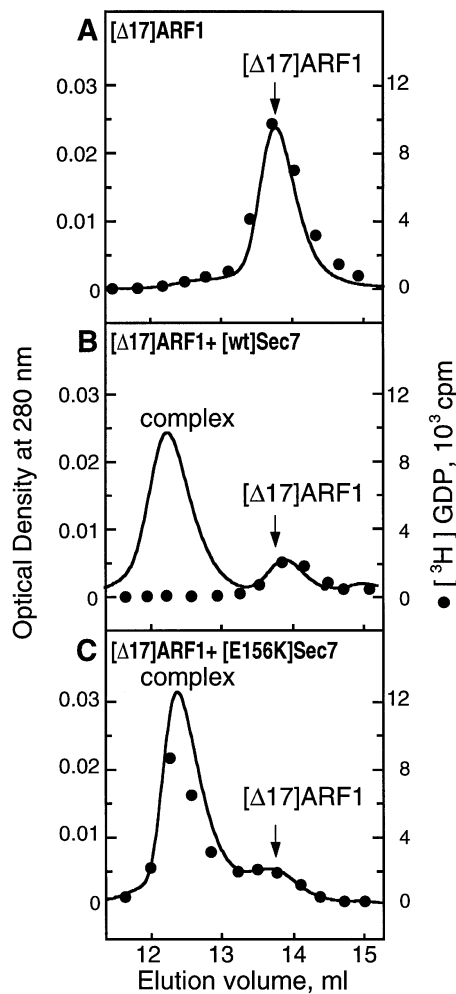 A [Δ17]ARF1
[Δ17]ARF1
0.03
0.02
0.01
0
12
8
4
0
B [Δ17]ARF1+ [wt]Sec7
complex
[Δ17]ARF1
0.03
0.02
0.01
0
12
8
4
0
C [Δ17]ARF1+ [E156K]Sec7
complex
[Δ17]ARF1
0.03
0.02
0.01
0
12
8
4
0
12 13 14 15
Elution volume, ml
Optical Density at 280 nm
● [³H] GDP, 10³ cpm